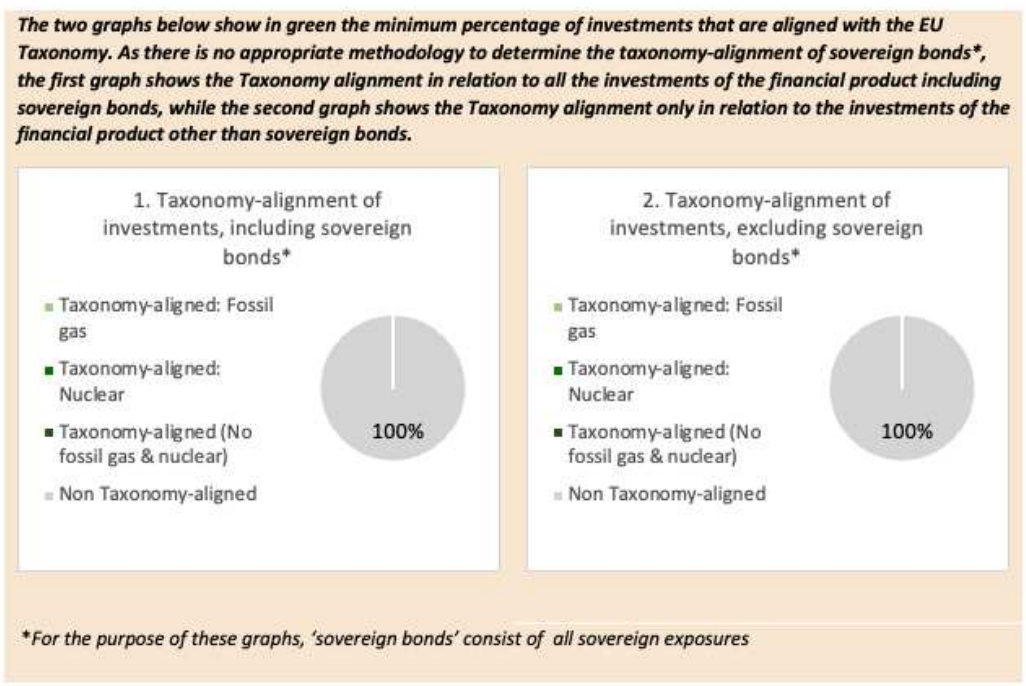 The two graphs below show in green the minimum percentage of investments that are aligned with the EU
Taxonomy. As there is no appropriate methodology to determine the taxonomy-alignment of sovereign bonds*,
the first graph shows the Taxonomy alignment in relation to all the investments of the financial product including
sovereign bonds, while the second graph shows the Taxonomy alignment only in relation to the investments of the
financial product other than sovereign bonds.
1. Taxonomy-alignment of
investments, including sovereign
bonds*
Taxonomy-aligned: Fossil
gas
Taxonomy-aligned:
Nuclear
Taxonomy-aligned (No
fossil gas & nuclear)
Non Taxonomy-aligned
100%
2. Taxonomy-alignment of
investments, excluding sovereign
bonds*
Taxonomy-aligned: Fossil
gas
Taxonomy-aligned:
Nuclear
Taxonomy-aligned (No
fossil gas & nuclear)
Non Taxonomy-aligned
100%
*For the purpose of these graphs, ‘sovereign bonds’ consist of all sovereign exposures